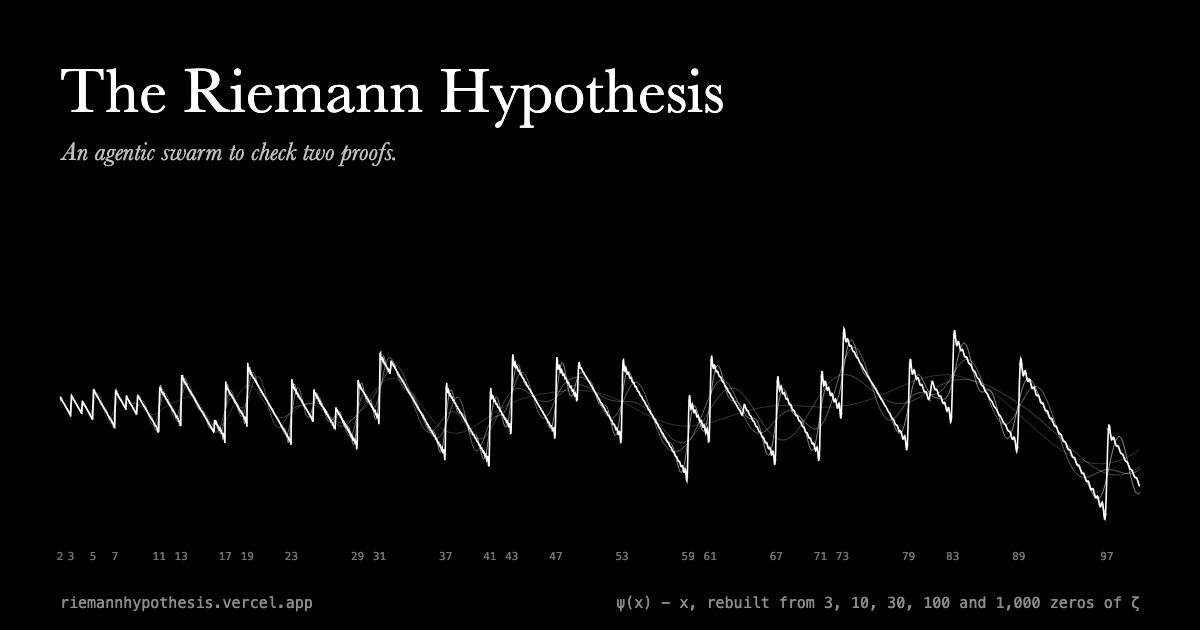 The Riemann Hypothesis
An agentic swarm to check two proofs.
2 3 5 7 11 13 17 19 23 29 31 37 41 43 47 53 59 61 67 71 73 79 83 89 97
riemannhypothesis.vercel.app
ψ(x) − x, rebuilt from 3, 10, 30, 100 and 1,000 zeros of ζ